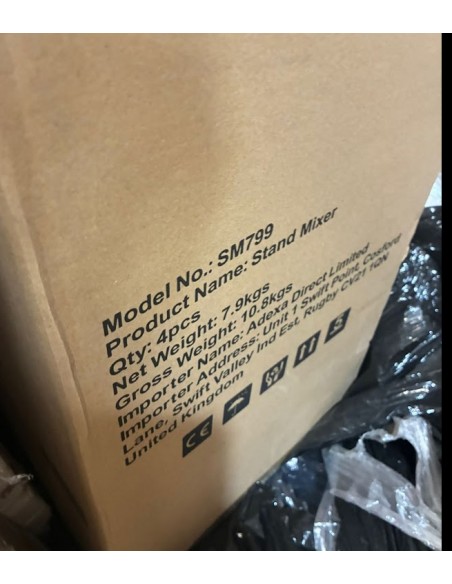 Model No.: SM799
Product Name: Stand Mixer
Qty: 4pcs
Net Weight: 7.9kgs
Gross Weight: 10.8kgs
Importer Name: Adexa Direct Limited
Importer Address: Unit 1 Swift Point, Cosford
Lane, Swift Valley Ind Est, Rugby CV21 1QN
United Kingdom
CE